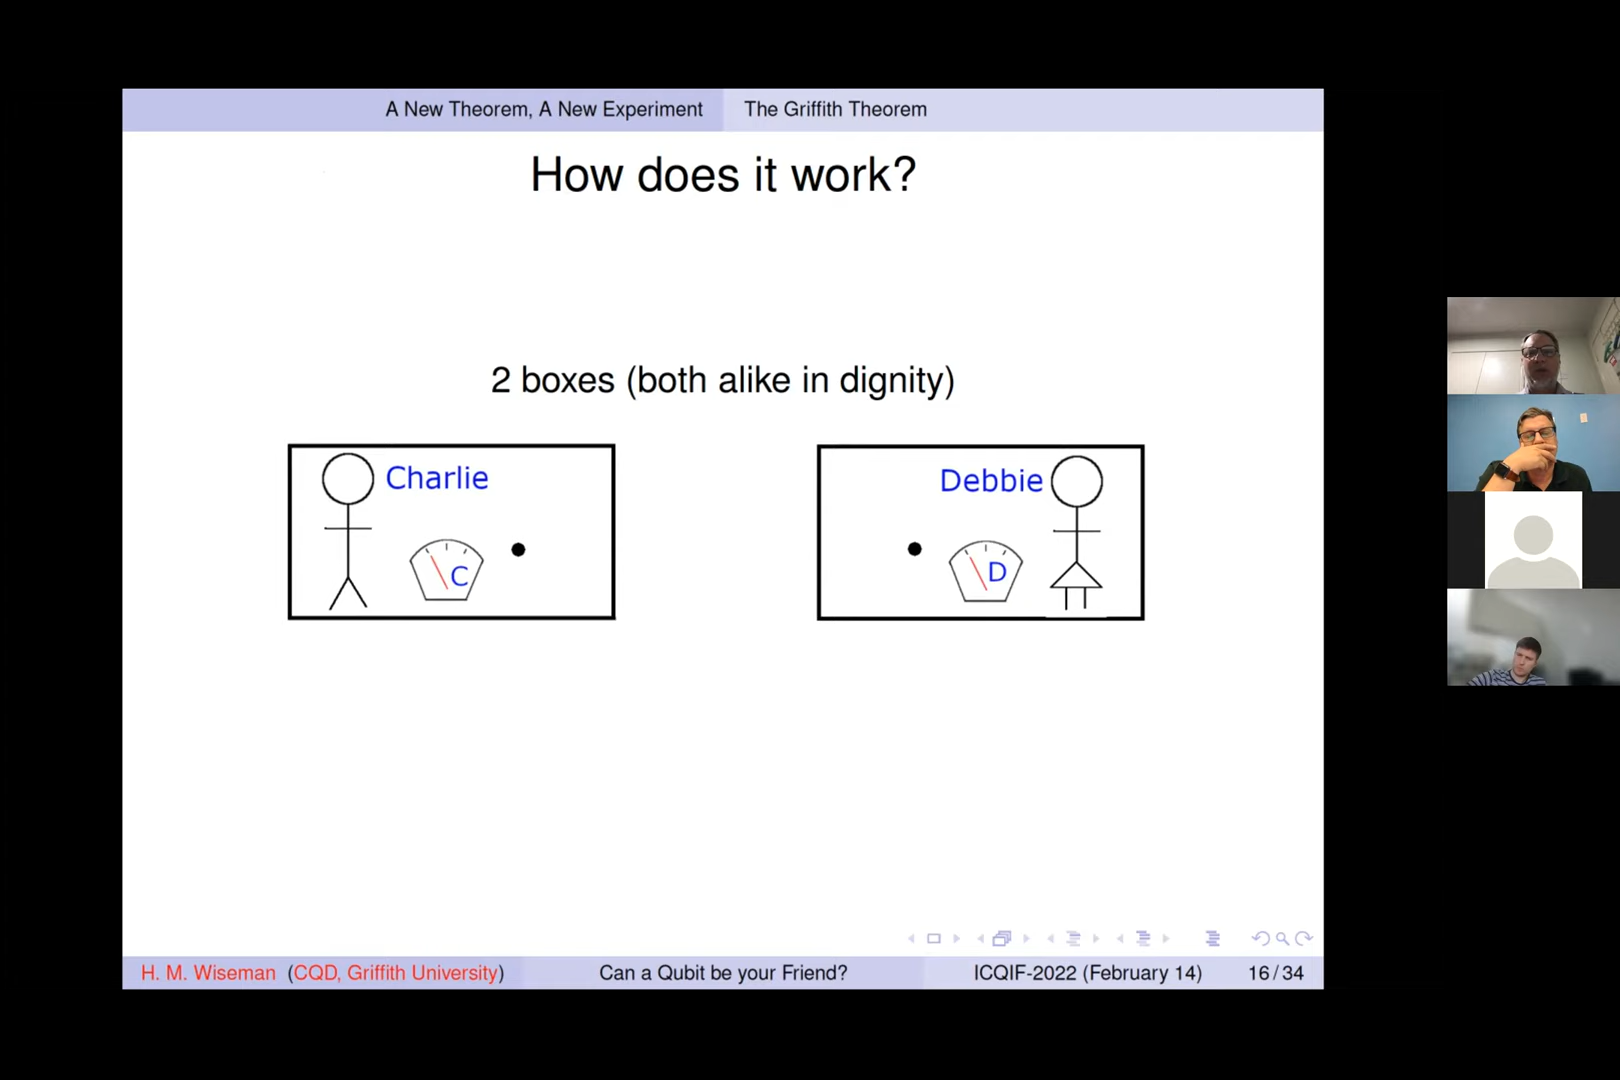 A New Theorem, A New Experiment The Griffith Theorem
How does it work?
2 boxes (both alike in dignity)
Charlie
C
Debbie
D
H. M. Wiseman (CQD, Griffith University) Can a Qubit be your Friend? ICQIF-2022 (February 14) 16/34